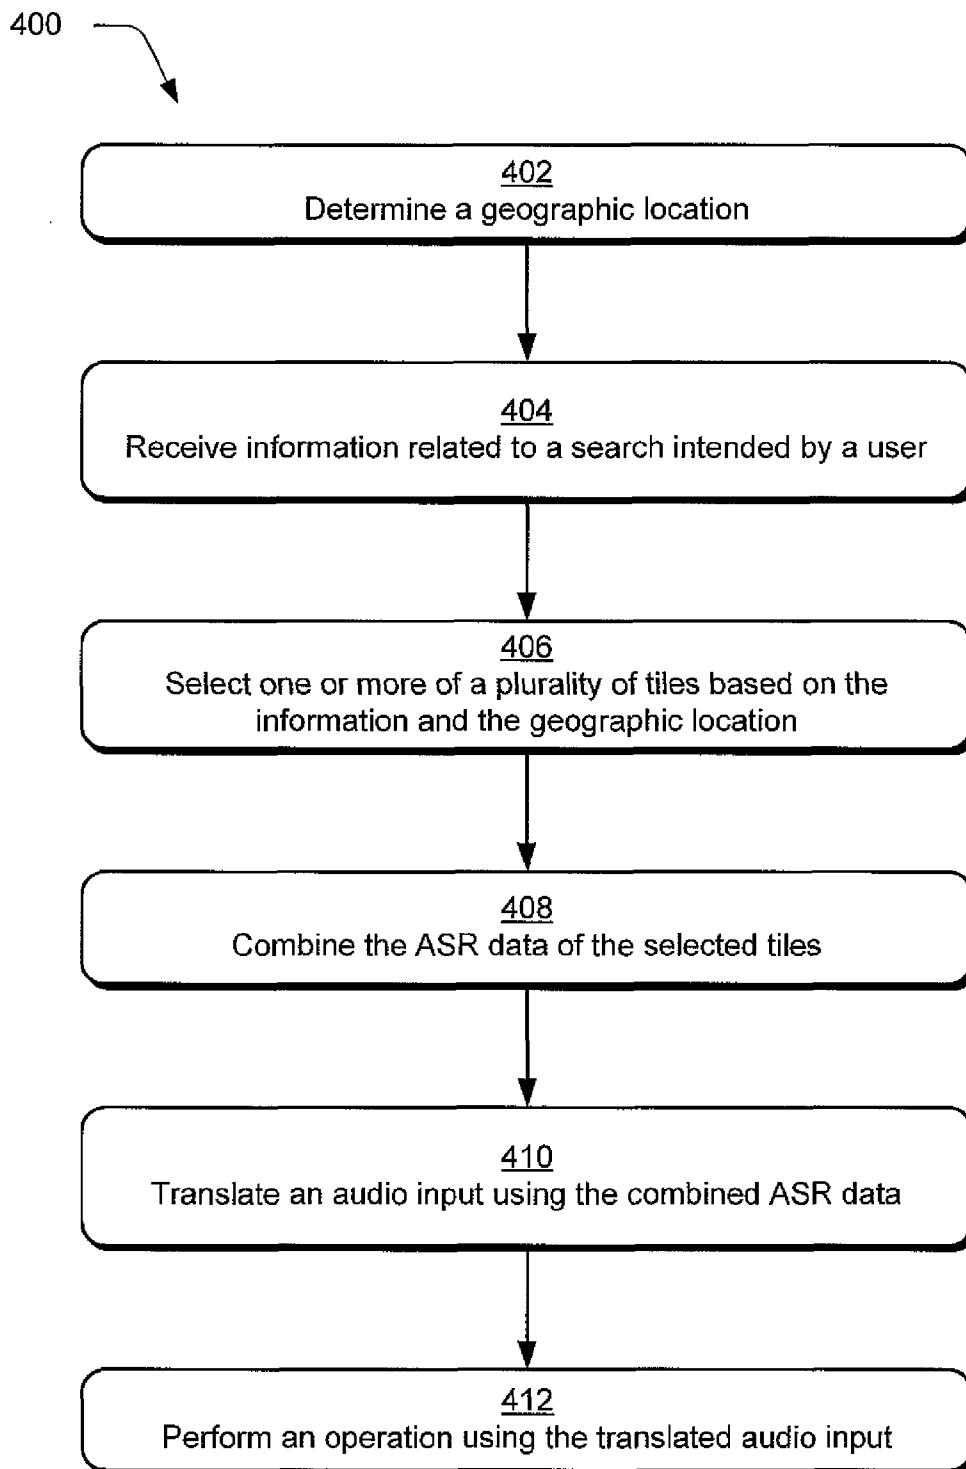 400
402
Determine a geographic location
404
Receive information related to a search intended by a user
406
Select one or more of a plurality of tiles based on the
information and the geographic location
408
Combine the ASR data of the selected tiles
410
Translate an audio input using the combined ASR data
412
Perform an operation using the translated audio input